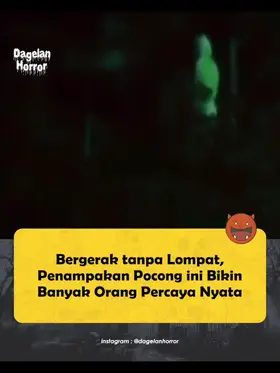 Dagelan
Horror
Bergerak tanpa Lompat,
Penampakan Pocong ini Bikin
Banyak Orang Percaya Nyata
instagram : @dagelanhorror